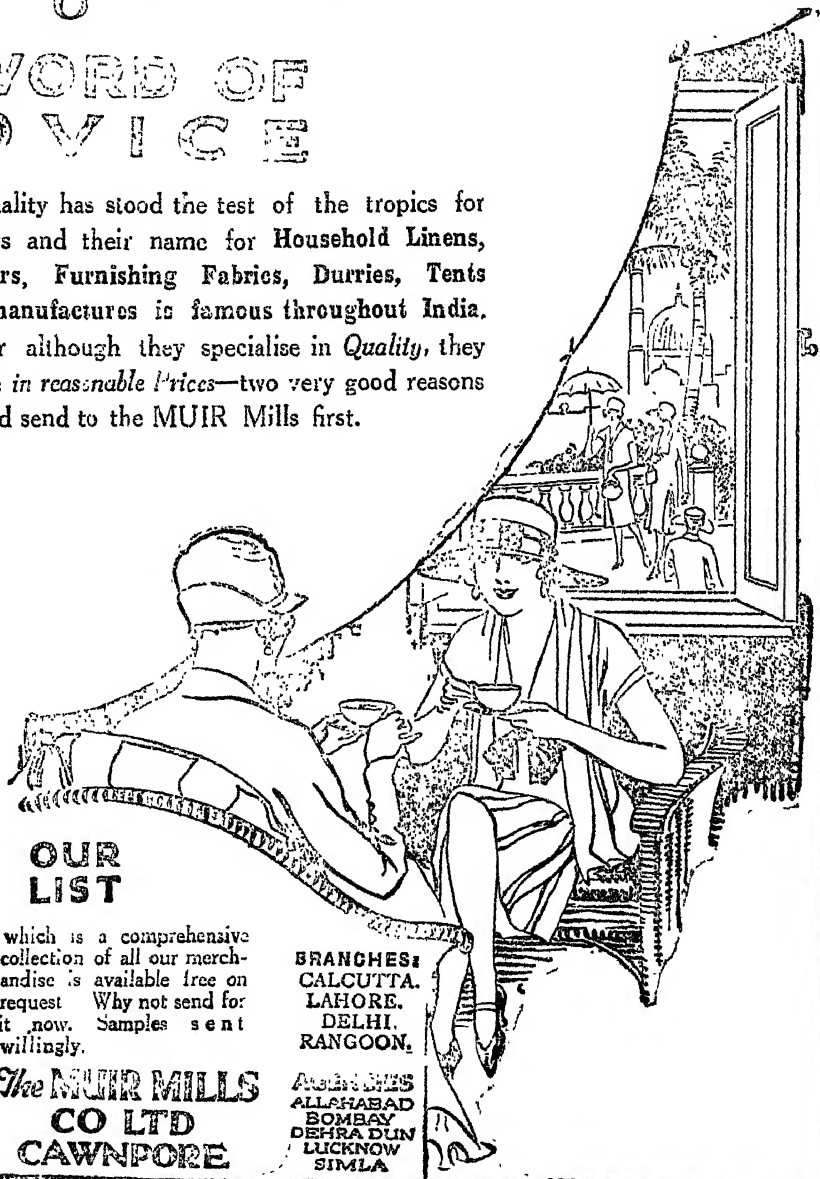 WORD OF
VICE
ality has stood the test of the tropics for
s and their name for Household Linens,
rs, Furnishing Fabrics, Durries, Tents
manufactures is famous throughout India.
r although they specialise in Quality, they
in reasonable Prices—two very good reasons
d send to the MUIR Mills first.
OUR
LIST
which is a comprehensive
collection of all our merch-
andise is available free on
request Why not send for
it now. Samples sent
willingly.
The MUIR MILLS
CO LTD
CAWNPORE
BRANCHES:
CALCUTTA.
LAHORE.
DELHI.
RANGOON.
AGENCIES
ALLAHABAD
BOMBAY
DEHRA DUN
LUCKNOW
SIMLA